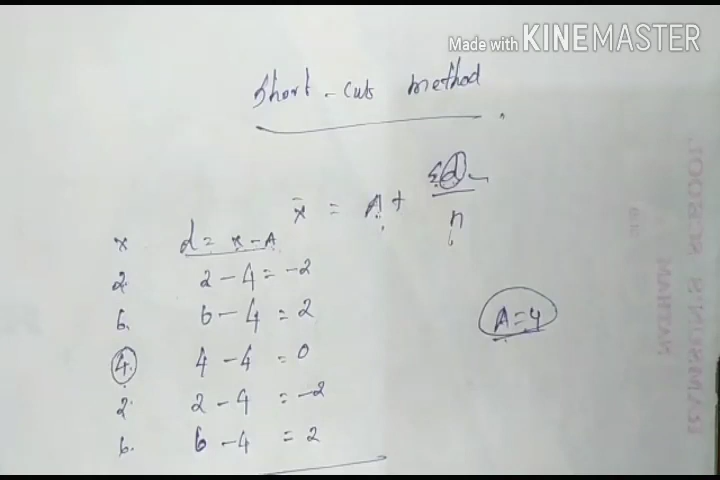 Made with KINEMASTER
Short-cut method
x̄ = A + Σd / n
x d = x - A
2. 2 - 4 = -2
6. 6 - 4 = 2
4. 4 - 4 = 0
2. 2 - 4 = -2
6. 6 - 4 = 2
A = 4